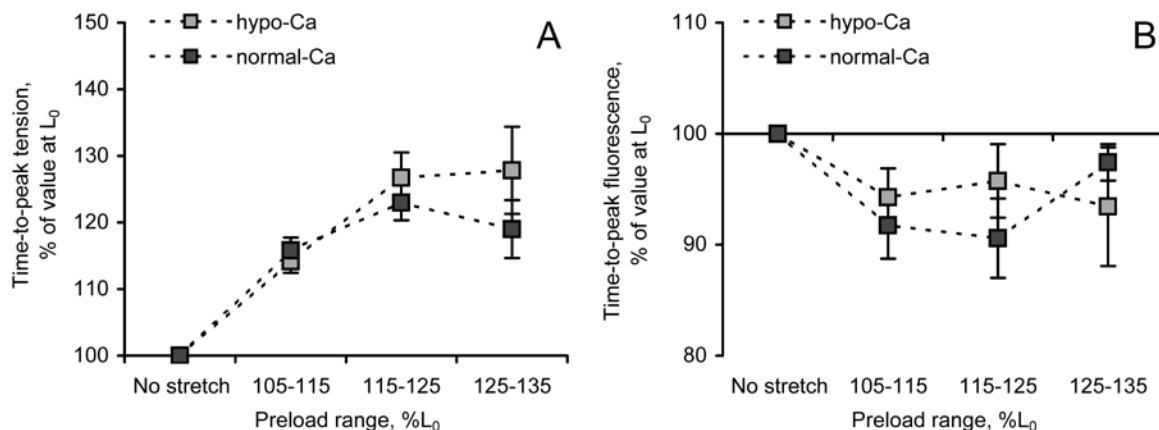 hypo-Ca
normal-Ca
A
Time-to-peak tension,
% of value at L0
150
140
130
120
110
100
No stretch 105-115 115-125 125-135
Preload range, %L0
hypo-Ca
normal-Ca
B
Time-to-peak fluorescence,
% of value at L0
110
100
90
80
No stretch 105-115 115-125 125-135
Preload range, %L0